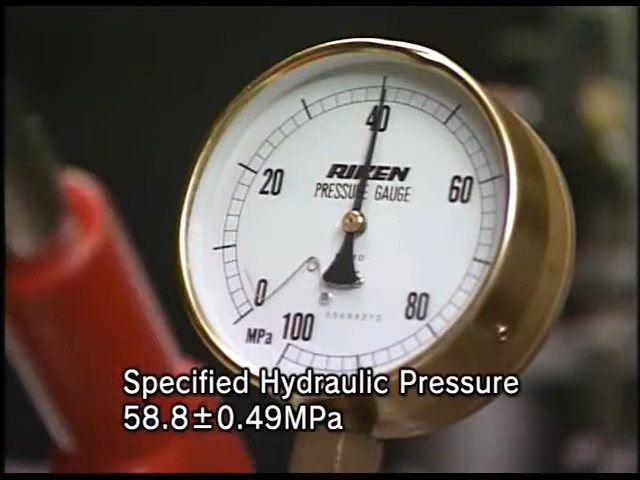 40
RIKEN
PRESSURE GAUGE
20
60
0
80
MPa
100
Specified Hydraulic Pressure
58.8±0.49MPa